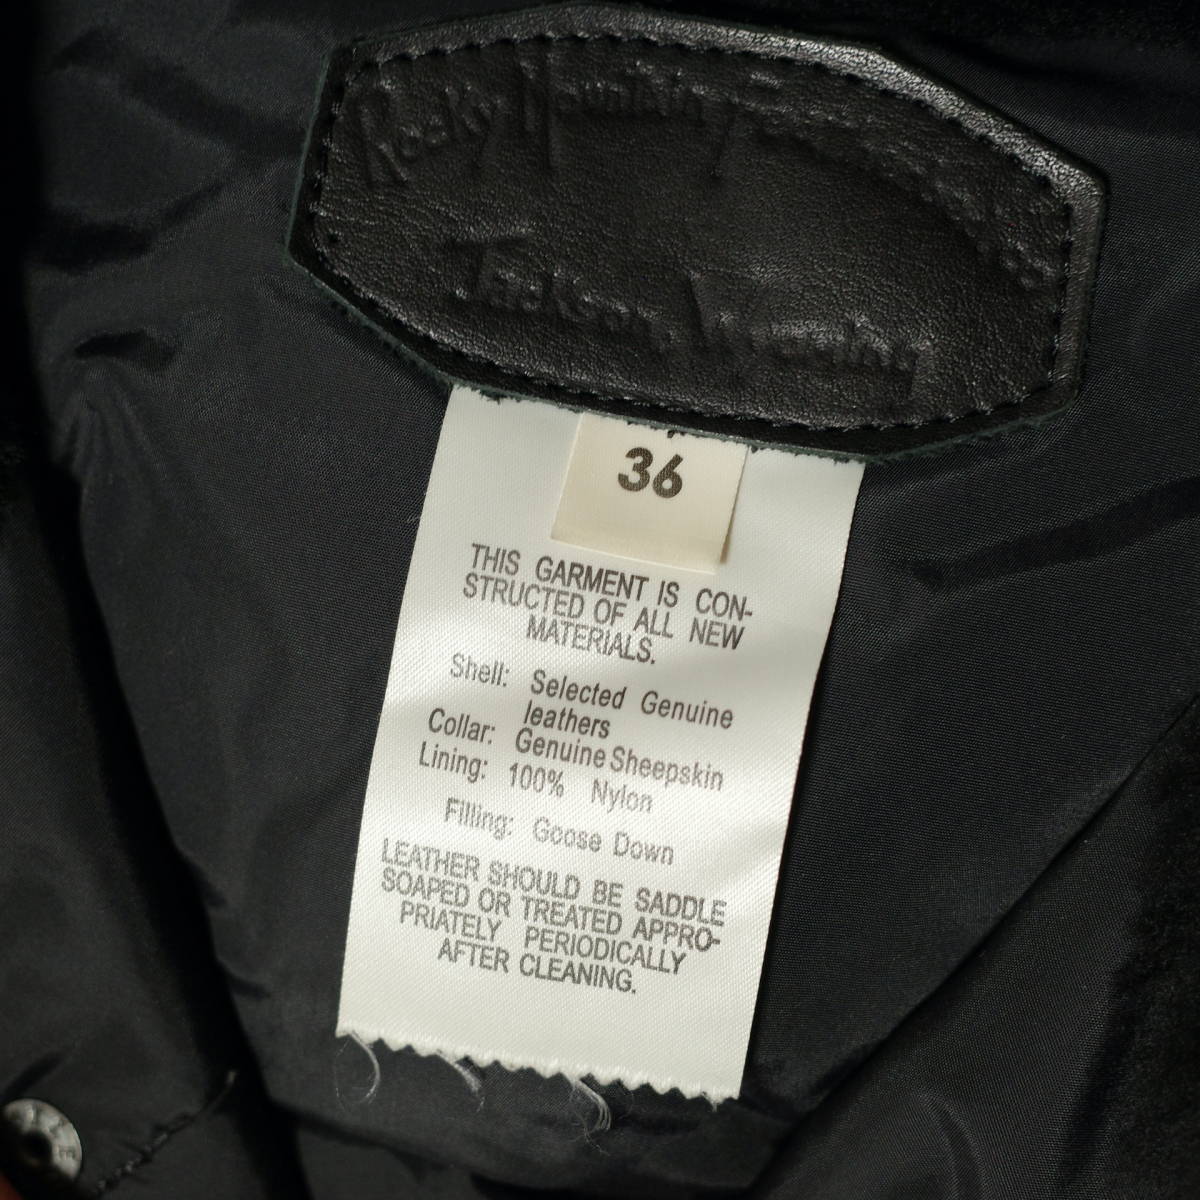 Rocky Mountain Featherbed Co.
Jackson, Wyoming
36
THIS GARMENT IS CON-
STRUCTED OF ALL NEW
MATERIALS.
Shell: Selected Genuine
leathers
Collar: Genuine Sheepskin
Lining: 100% Nylon
Filling: Goose Down
LEATHER SHOULD BE SADDLE
SOAPED OR TREATED APPRO-
PRIATELY PERIODICALLY
AFTER CLEANING.